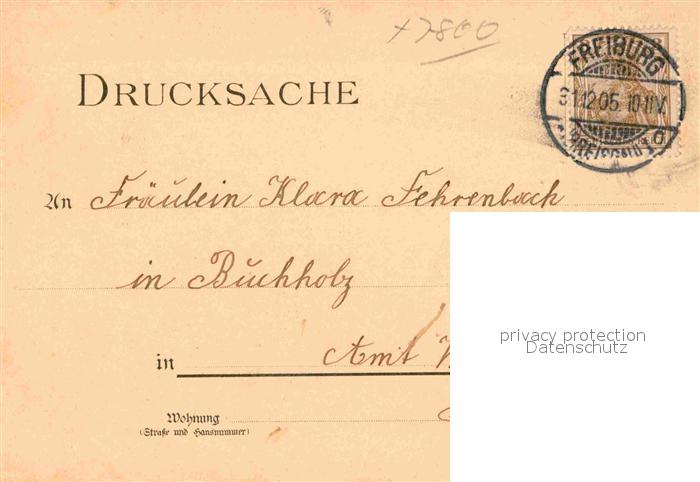 +7800
FREIBURG
31.12.05. 10-11V.
DRUCKSACHE
An Fräulein Klara Fehrenbach
in Buchholz
privacy protection
Datenschutz
in Amt
Wohnung
(Straße und Hausnummer)